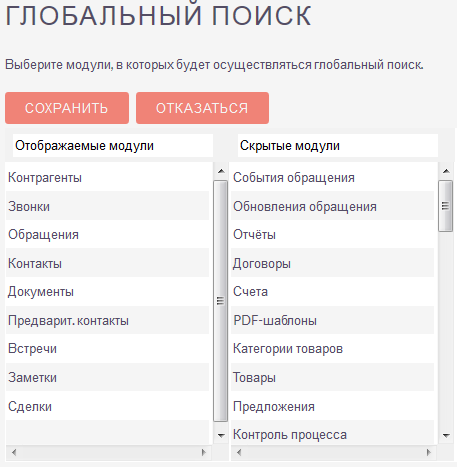 ГЛОБАЛЬНЫЙ ПОИСК
Выберите модули, в которых будет осуществляться глобальный поиск.
СОХРАНИТЬ ОТКАЗАТЬСЯ
Отображаемые модули
Контрагенты
Звонки
Обращения
Контакты
Документы
Предварит. контакты
Встречи
Заметки
Сделки
Скрытые модули
События обращения
Обновления обращения
Отчёты
Договоры
Счета
PDF-шаблоны
Категории товаров
Товары
Предложения
Контроль процесса